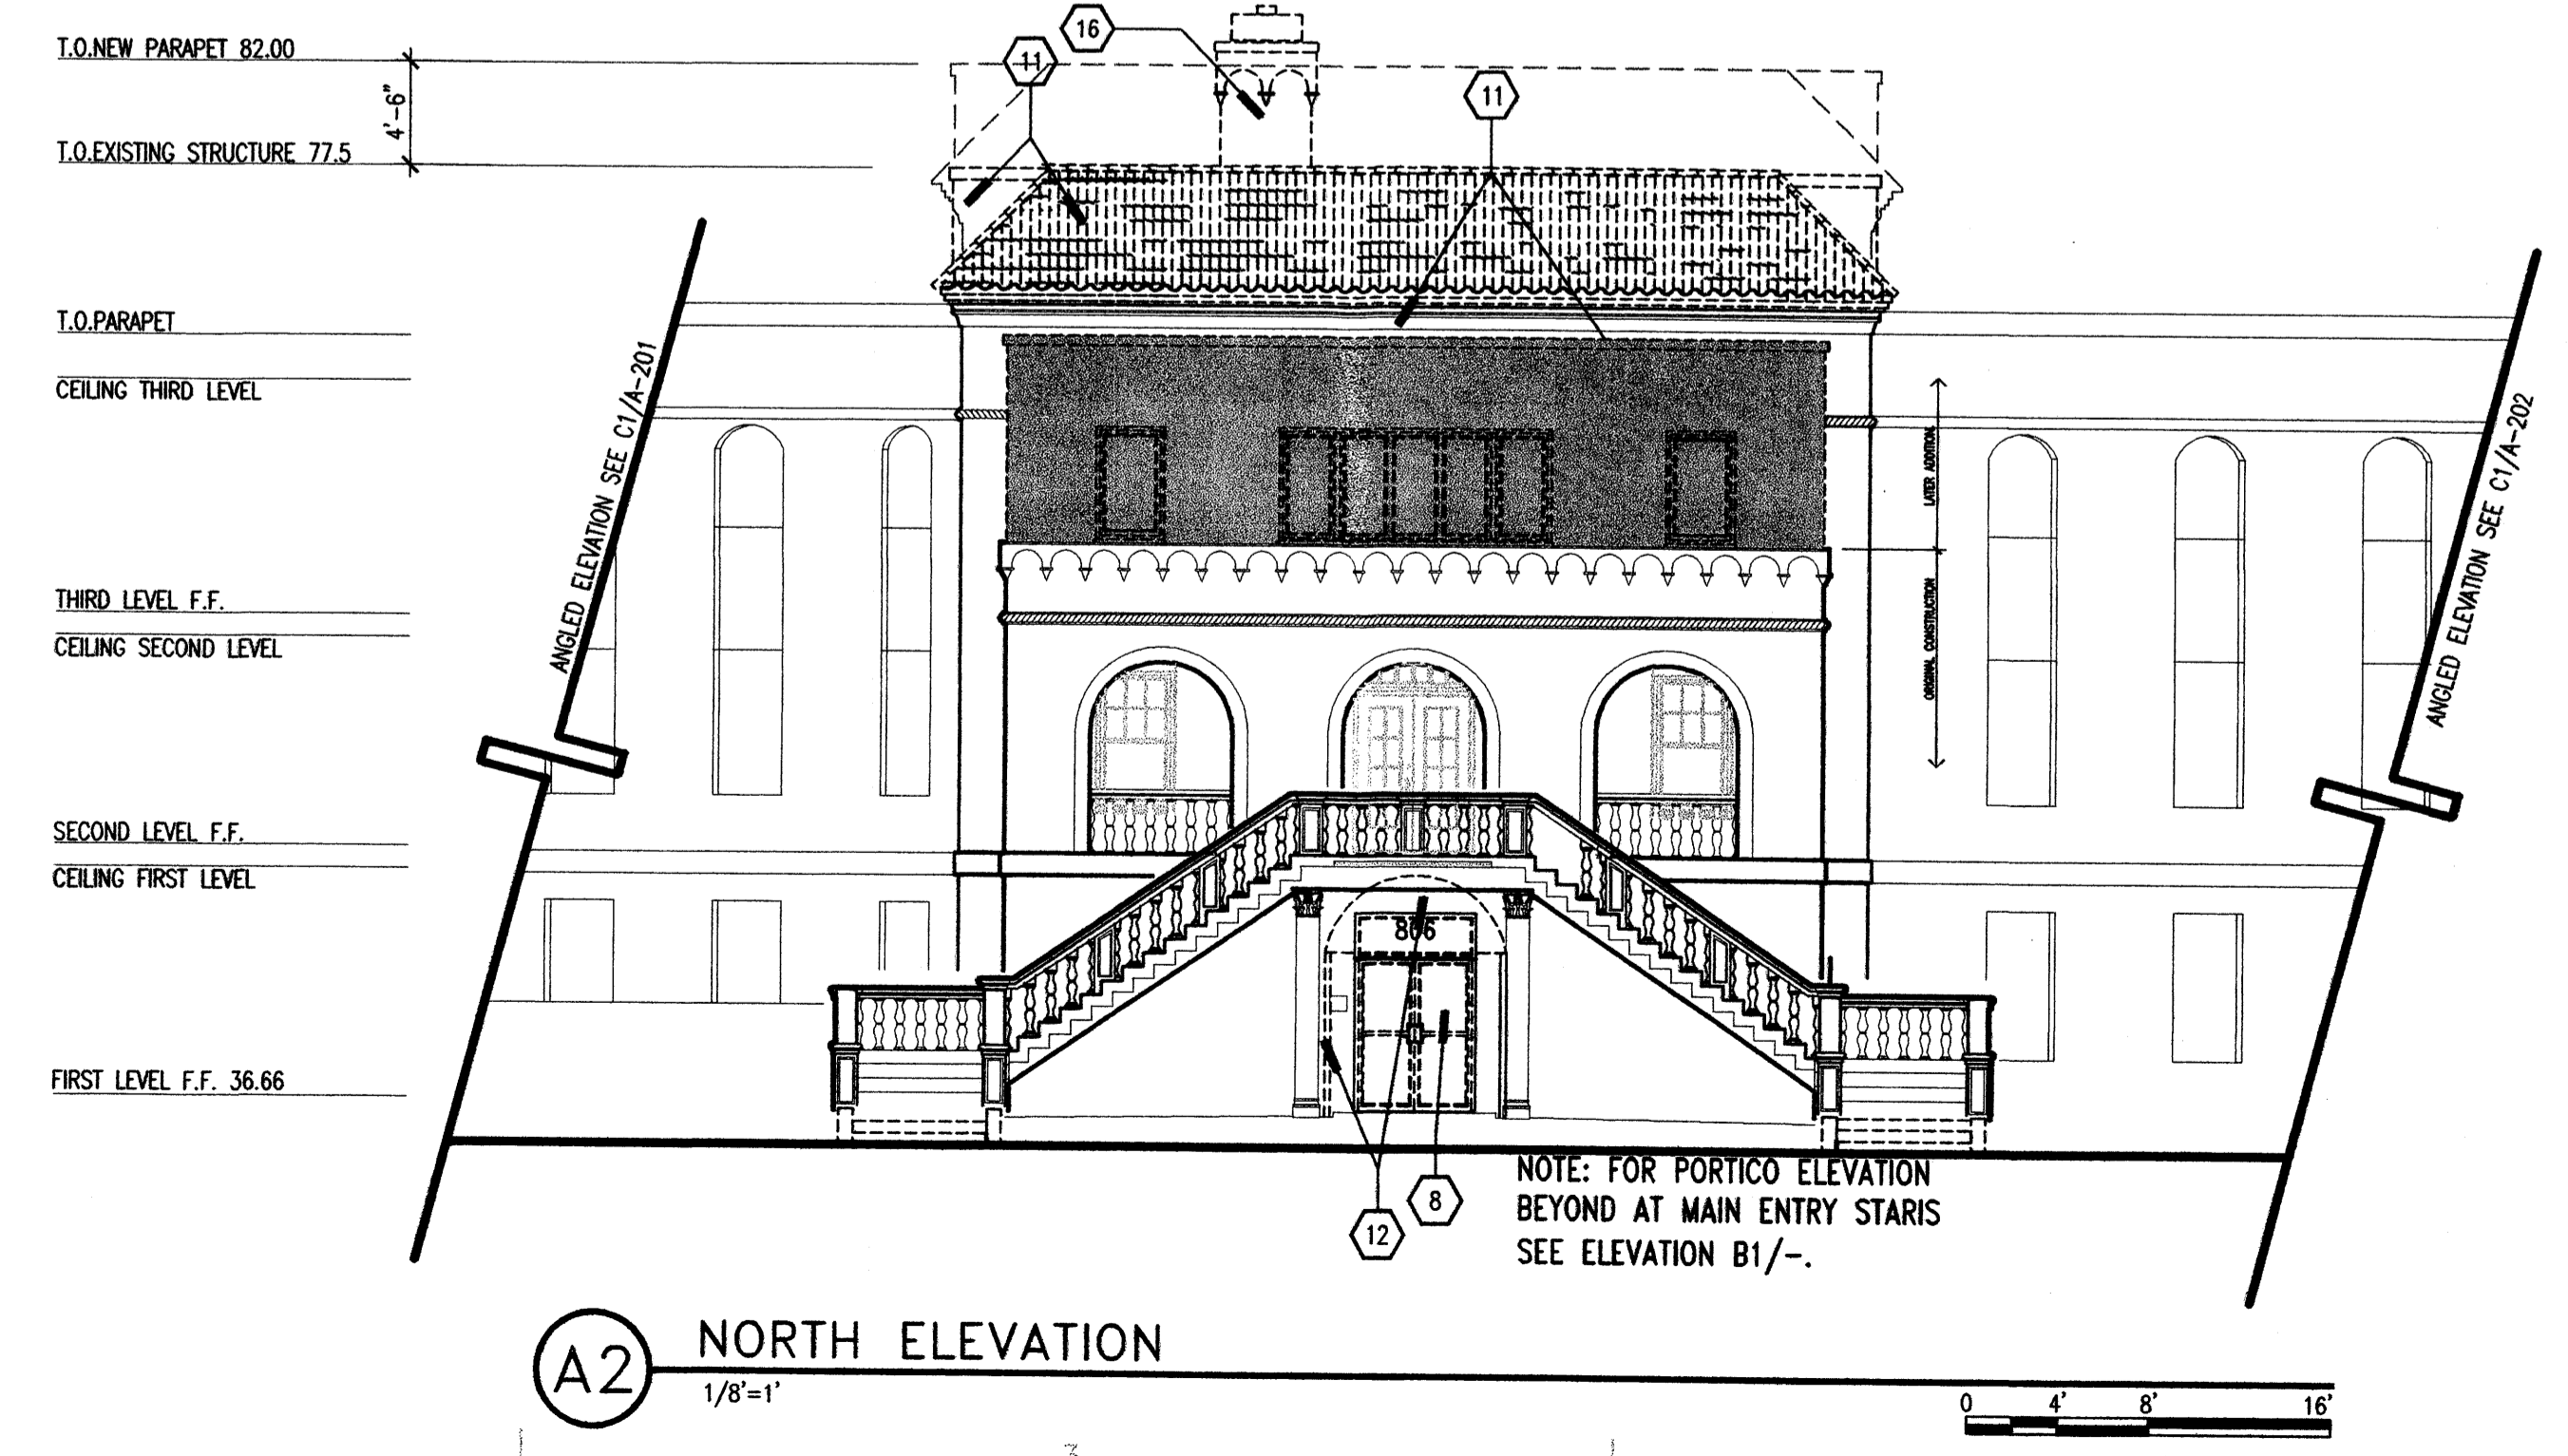 T.O.NEW PARAPET 82.00
4'-6"
T.O.EXISTING STRUCTURE 77.5
T.O.PARAPET
CEILING THIRD LEVEL
THIRD LEVEL F.F.
CEILING SECOND LEVEL
SECOND LEVEL F.F.
CEILING FIRST LEVEL
FIRST LEVEL F.F. 36.66
16
11
11
ANGLED ELEVATION SEE C1/A-201
LATER ADDITION
ORIGINAL CONSTRUCTION
ANGLED ELEVATION SEE C1/A-202
806
8
12
NOTE: FOR PORTICO ELEVATION
BEYOND AT MAIN ENTRY STARIS
SEE ELEVATION B1/-.
A2
NORTH ELEVATION
1/8'=1'
0 4' 8' 16'
3